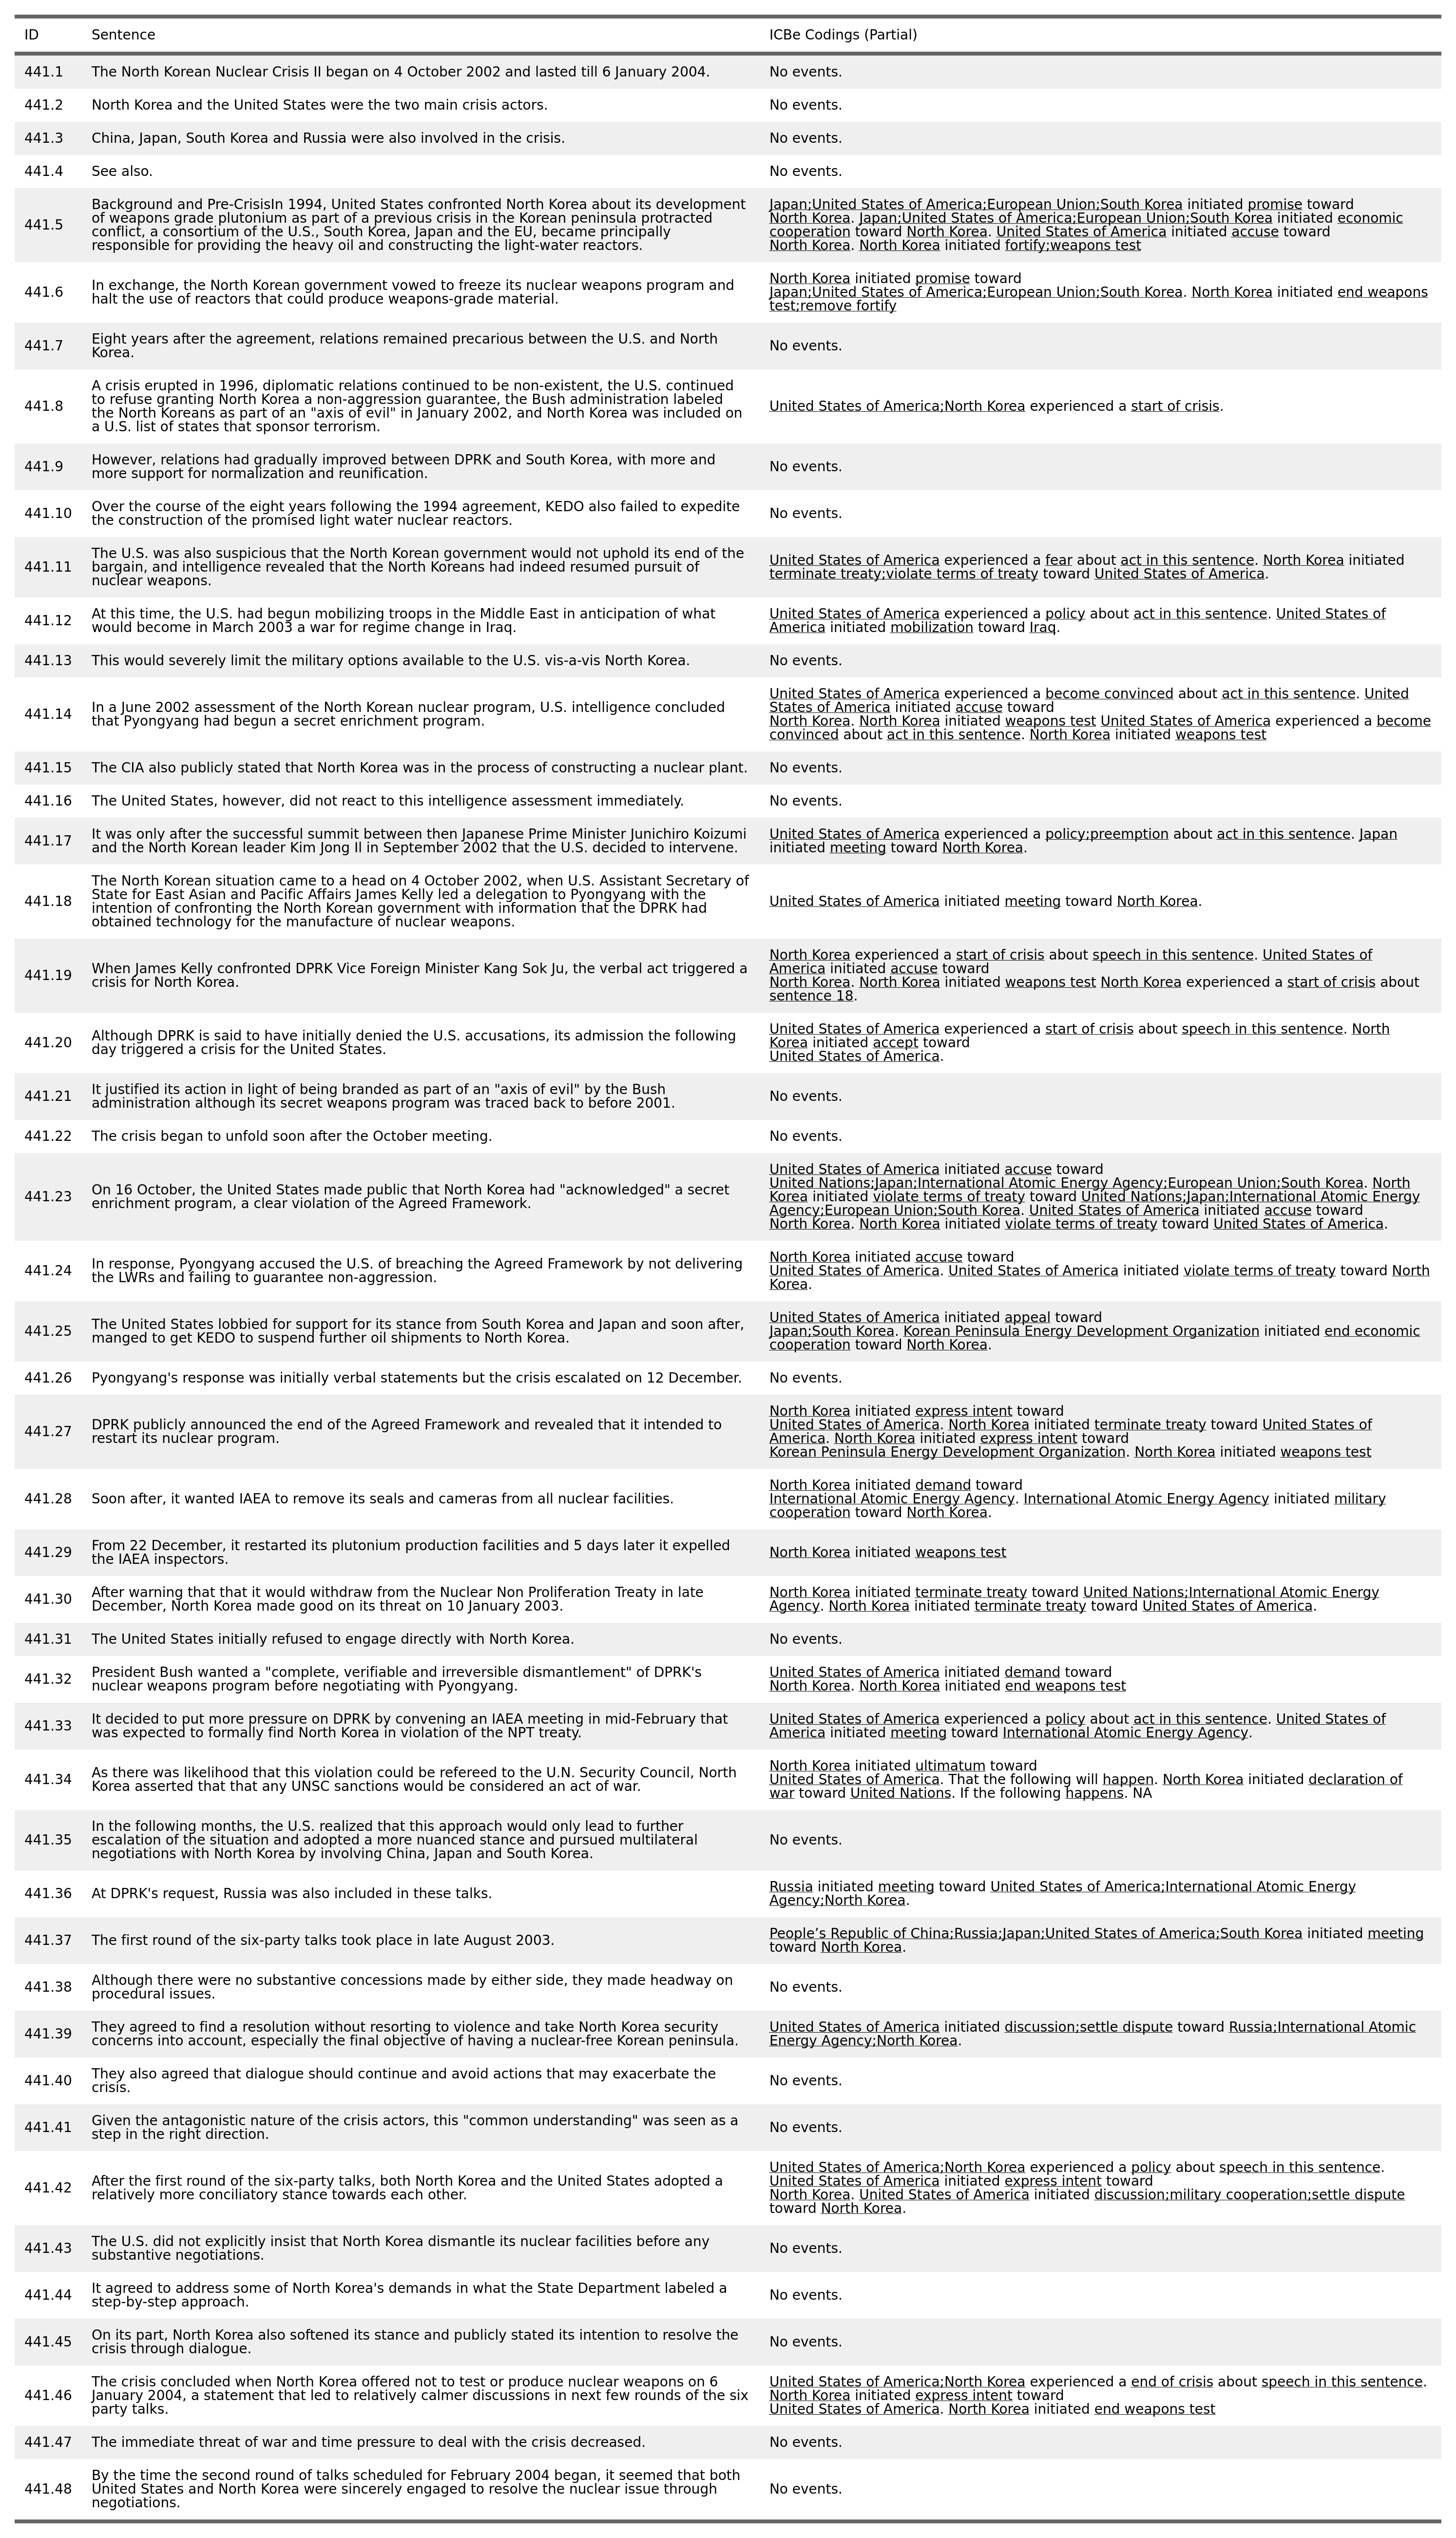 ID Sentence ICBe Codings (Partial)
441.1 The North Korean Nuclear Crisis II began on 4 October 2002 and lasted till 6 January 2004. No events.
441.2 North Korea and the United States were the two main crisis actors. No events.
441.3 China, Japan, South Korea and Russia were also involved in the crisis. No events.
441.4 See also. No events.
441.5
Background and Pre-CrisisIn 1994, United States confronted North Korea about its development
of weapons grade plutonium as part of a previous crisis in the Korean peninsula protracted
conflict, a consortium of the U.S., South Korea, Japan and the EU, became principally
responsible for providing the heavy oil and constructing the light-water reactors.
Japan;United States of America;European Union;South Korea initiated promise toward
North Korea. Japan;United States of America;European Union;South Korea initiated economic
cooperation toward North Korea. United States of America initiated accuse toward
North Korea. North Korea initiated fortify;weapons test
441.6
In exchange, the North Korean government vowed to freeze its nuclear weapons program and
halt the use of reactors that could produce weapons-grade material.
North Korea initiated promise toward
Japan;United States of America;European Union;South Korea. North Korea initiated end weapons
test;remove fortify
441.7
Eight years after the agreement, relations remained precarious between the U.S. and North
Korea.
No events.
441.8
A crisis erupted in 1996, diplomatic relations continued to be non-existent, the U.S. continued
to refuse granting North Korea a non-aggression guarantee, the Bush administration labeled
the North Koreans as part of an "axis of evil" in January 2002, and North Korea was included on
a U.S. list of states that sponsor terrorism.
United States of America;North Korea experienced a start of crisis.
441.9
However, relations had gradually improved between DPRK and South Korea, with more and
more support for normalization and reunification.
No events.
441.10
Over the course of the eight years following the 1994 agreement, KEDO also failed to expedite
the construction of the promised light water nuclear reactors.
No events.
441.11
The U.S. was also suspicious that the North Korean government would not uphold its end of the
bargain, and intelligence revealed that the North Koreans had indeed resumed pursuit of
nuclear weapons.
United States of America experienced a fear about act in this sentence. North Korea initiated
terminate treaty;violate terms of treaty toward United States of America.
441.12
At this time, the U.S. had begun mobilizing troops in the Middle East in anticipation of what
would become in March 2003 a war for regime change in Iraq.
United States of America experienced a policy about act in this sentence. United States of
America initiated mobilization toward Iraq.
441.13 This would severely limit the military options available to the U.S. vis-a-vis North Korea. No events.
441.14
In a June 2002 assessment of the North Korean nuclear program, U.S. intelligence concluded
that Pyongyang had begun a secret enrichment program.
United States of America experienced a become convinced about act in this sentence. United
States of America initiated accuse toward
North Korea. North Korea initiated weapons test United States of America experienced a become
convinced about act in this sentence. North Korea initiated weapons test
441.15 The CIA also publicly stated that North Korea was in the process of constructing a nuclear plant. No events.
441.16 The United States, however, did not react to this intelligence assessment immediately. No events.
441.17
It was only after the successful summit between then Japanese Prime Minister Junichiro Koizumi
and the North Korean leader Kim Jong Il in September 2002 that the U.S. decided to intervene.
United States of America experienced a policy;preemption about act in this sentence. Japan
initiated meeting toward North Korea.
441.18
The North Korean situation came to a head on 4 October 2002, when U.S. Assistant Secretary of
State for East Asian and Pacific Affairs James Kelly led a delegation to Pyongyang with the
intention of confronting the North Korean government with information that the DPRK had
obtained technology for the manufacture of nuclear weapons.
United States of America initiated meeting toward North Korea.
441.19
When James Kelly confronted DPRK Vice Foreign Minister Kang Sok Ju, the verbal act triggered a
crisis for North Korea.
North Korea experienced a start of crisis about speech in this sentence. United States of
America initiated accuse toward
North Korea. North Korea initiated weapons test North Korea experienced a start of crisis about
sentence 18.
441.20
Although DPRK is said to have initially denied the U.S. accusations, its admission the following
day triggered a crisis for the United States.
United States of America experienced a start of crisis about speech in this sentence. North
Korea initiated accept toward
United States of America.
441.21
It justified its action in light of being branded as part of an "axis of evil" by the Bush
administration although its secret weapons program was traced back to before 2001.
No events.
441.22 The crisis began to unfold soon after the October meeting. No events.
441.23
On 16 October, the United States made public that North Korea had "acknowledged" a secret
enrichment program, a clear violation of the Agreed Framework.
United States of America initiated accuse toward
United Nations;Japan;International Atomic Energy Agency;European Union;South Korea. North
Korea initiated violate terms of treaty toward United Nations;Japan;International Atomic Energy
Agency;European Union;South Korea. United States of America initiated accuse toward
North Korea. North Korea initiated violate terms of treaty toward United States of America.
441.24
In response, Pyongyang accused the U.S. of breaching the Agreed Framework by not delivering
the LWRs and failing to guarantee non-aggression.
North Korea initiated accuse toward
United States of America. United States of America initiated violate terms of treaty toward North
Korea.
441.25
The United States lobbied for support for its stance from South Korea and Japan and soon after,
manged to get KEDO to suspend further oil shipments to North Korea.
United States of America initiated appeal toward
Japan;South Korea. Korean Peninsula Energy Development Organization initiated end economic
cooperation toward North Korea.
441.26 Pyongyang's response was initially verbal statements but the crisis escalated on 12 December. No events.
441.27
DPRK publicly announced the end of the Agreed Framework and revealed that it intended to
restart its nuclear program.
North Korea initiated express intent toward
United States of America. North Korea initiated terminate treaty toward United States of
America. North Korea initiated express intent toward
Korean Peninsula Energy Development Organization. North Korea initiated weapons test
441.28 Soon after, it wanted IAEA to remove its seals and cameras from all nuclear facilities.
North Korea initiated demand toward
International Atomic Energy Agency. International Atomic Energy Agency initiated military
cooperation toward North Korea.
441.29
From 22 December, it restarted its plutonium production facilities and 5 days later it expelled
the IAEA inspectors.
North Korea initiated weapons test
441.30
After warning that that it would withdraw from the Nuclear Non Proliferation Treaty in late
December, North Korea made good on its threat on 10 January 2003.
North Korea initiated terminate treaty toward United Nations;International Atomic Energy
Agency. North Korea initiated terminate treaty toward United States of America.
441.31 The United States initially refused to engage directly with North Korea. No events.
441.32
President Bush wanted a "complete, verifiable and irreversible dismantlement" of DPRK's
nuclear weapons program before negotiating with Pyongyang.
United States of America initiated demand toward
North Korea. North Korea initiated end weapons test
441.33
It decided to put more pressure on DPRK by convening an IAEA meeting in mid-February that
was expected to formally find North Korea in violation of the NPT treaty.
United States of America experienced a policy about act in this sentence. United States of
America initiated meeting toward International Atomic Energy Agency.
441.34
As there was likelihood that this violation could be refereed to the U.N. Security Council, North
Korea asserted that that any UNSC sanctions would be considered an act of war.
North Korea initiated ultimatum toward
United States of America. That the following will happen. North Korea initiated declaration of
war toward United Nations. If the following happens. NA
441.35
In the following months, the U.S. realized that this approach would only lead to further
escalation of the situation and adopted a more nuanced stance and pursued multilateral
negotiations with North Korea by involving China, Japan and South Korea.
No events.
441.36 At DPRK's request, Russia was also included in these talks.
Russia initiated meeting toward United States of America;International Atomic Energy
Agency;North Korea.
441.37 The first round of the six-party talks took place in late August 2003.
People’s Republic of China;Russia;Japan;United States of America;South Korea initiated meeting
toward North Korea.
441.38
Although there were no substantive concessions made by either side, they made headway on
procedural issues.
No events.
441.39
They agreed to find a resolution without resorting to violence and take North Korea security
concerns into account, especially the final objective of having a nuclear-free Korean peninsula.
United States of America initiated discussion;settle dispute toward Russia;International Atomic
Energy Agency;North Korea.
441.40
They also agreed that dialogue should continue and avoid actions that may exacerbate the
crisis.
No events.
441.41
Given the antagonistic nature of the crisis actors, this "common understanding" was seen as a
step in the right direction.
No events.
441.42
After the first round of the six-party talks, both North Korea and the United States adopted a
relatively more conciliatory stance towards each other.
United States of America;North Korea experienced a policy about speech in this sentence.
United States of America initiated express intent toward
North Korea. United States of America initiated discussion;military cooperation;settle dispute
toward North Korea.
441.43
The U.S. did not explicitly insist that North Korea dismantle its nuclear facilities before any
substantive negotiations.
No events.
441.44
It agreed to address some of North Korea's demands in what the State Department labeled a
step-by-step approach.
No events.
441.45
On its part, North Korea also softened its stance and publicly stated its intention to resolve the
crisis through dialogue.
No events.
441.46
The crisis concluded when North Korea offered not to test or produce nuclear weapons on 6
January 2004, a statement that led to relatively calmer discussions in next few rounds of the six
party talks.
United States of America;North Korea experienced a end of crisis about speech in this sentence.
North Korea initiated express intent toward
United States of America. North Korea initiated end weapons test
441.47 The immediate threat of war and time pressure to deal with the crisis decreased. No events.
441.48
By the time the second round of talks scheduled for February 2004 began, it seemed that both
United States and North Korea were sincerely engaged to resolve the nuclear issue through
negotiations.
No events.